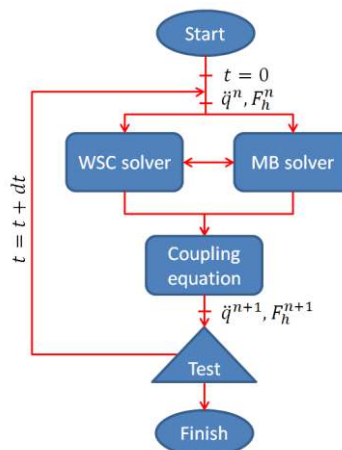 Start
t = 0
q̈ⁿ, Fₕⁿ
WSC solver
MB solver
t = t + dt
Coupling
equation
q̈ⁿ⁺¹, Fₕⁿ⁺¹
Test
Finish